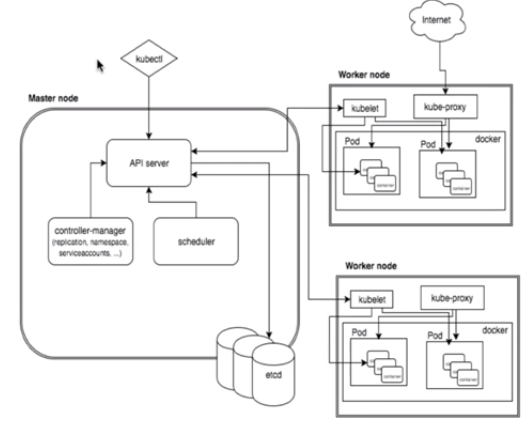 Internet
kubectl
Master node
API server
controller-manager
(replication, namespace,
serviceaccounts, ...)
scheduler
etcd
Worker node
kubelet
kube-proxy
docker
Pod
Pod
container
container
Worker node
kubelet
kube-proxy
docker
Pod
Pod
container
container